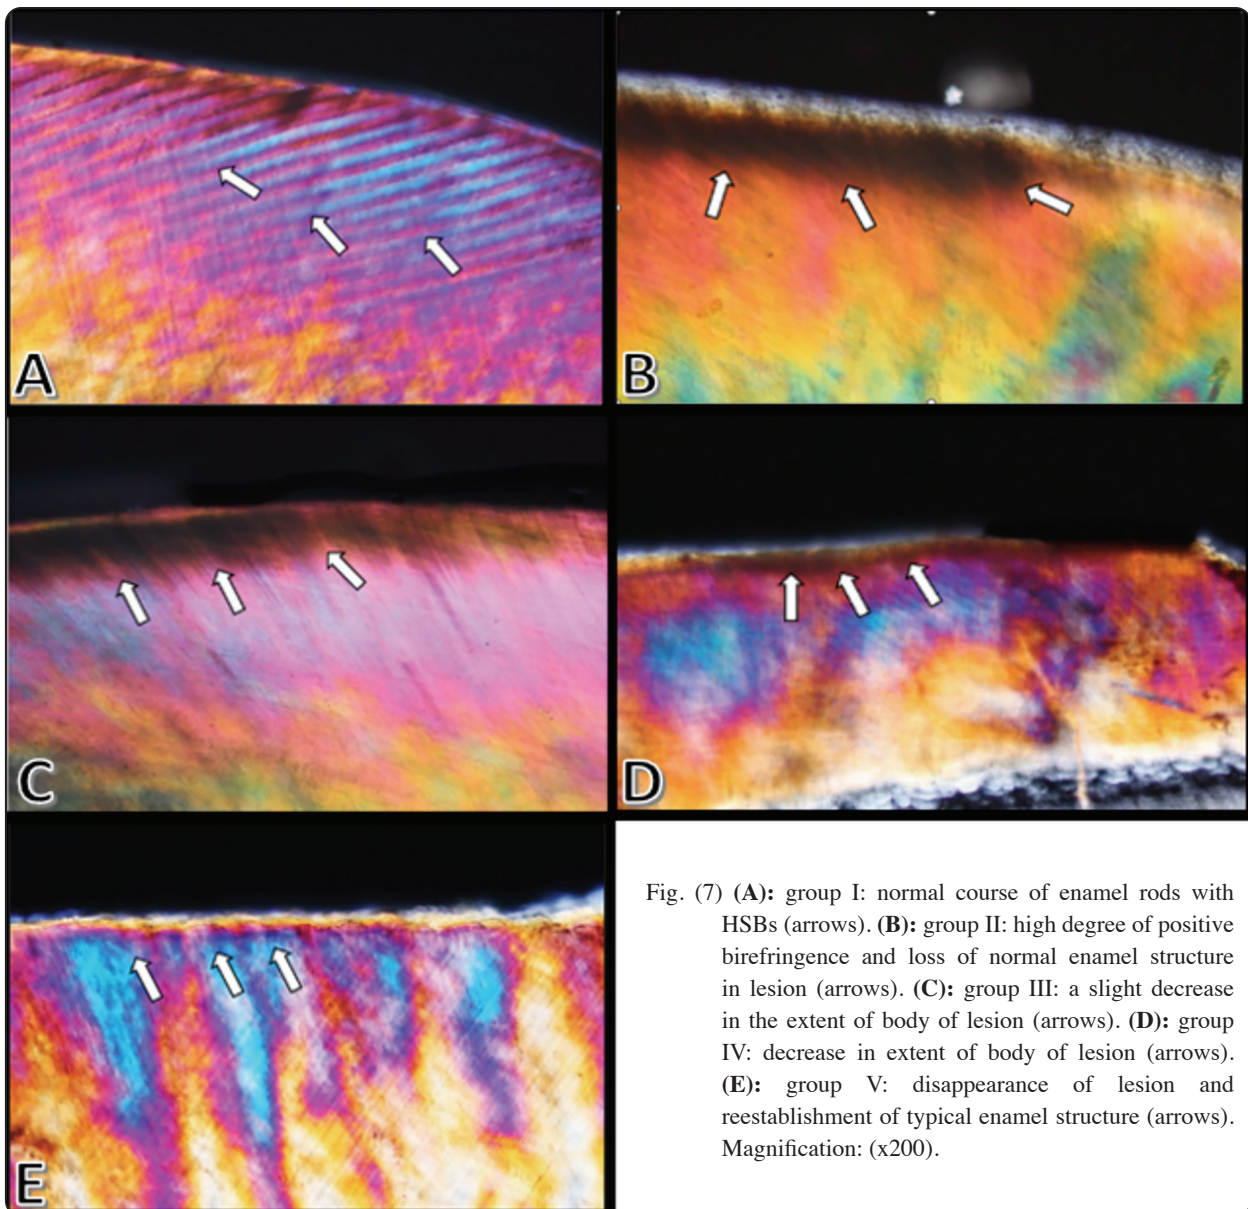 A
B
C
D
E
Fig. (7) (A): group I: normal course of enamel rods with
HSBs (arrows). (B): group II: high degree of positive
birefringence and loss of normal enamel structure
in lesion (arrows). (C): group III: a slight decrease
in the extent of body of lesion (arrows). (D): group
IV: decrease in extent of body of lesion (arrows).
(E): group V: disappearance of lesion and
reestablishment of typical enamel structure (arrows).
Magnification: (x200).